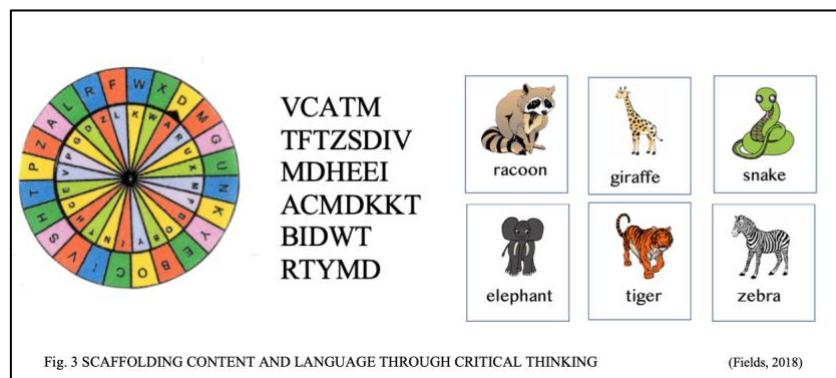 W X D M G U N K Y E B O C I V S H T P Z A L R F
K W A R U X M F B O S Y I N T H C E V P G D Z L
VCATM
TFTZSDIV
MDHEEI
ACMDKKT
BIDWT
RTYMD
racoon
giraffe
snake
elephant
tiger
zebra
Fig. 3 SCAFFOLDING CONTENT AND LANGUAGE THROUGH CRITICAL THINKING (Fields, 2018)